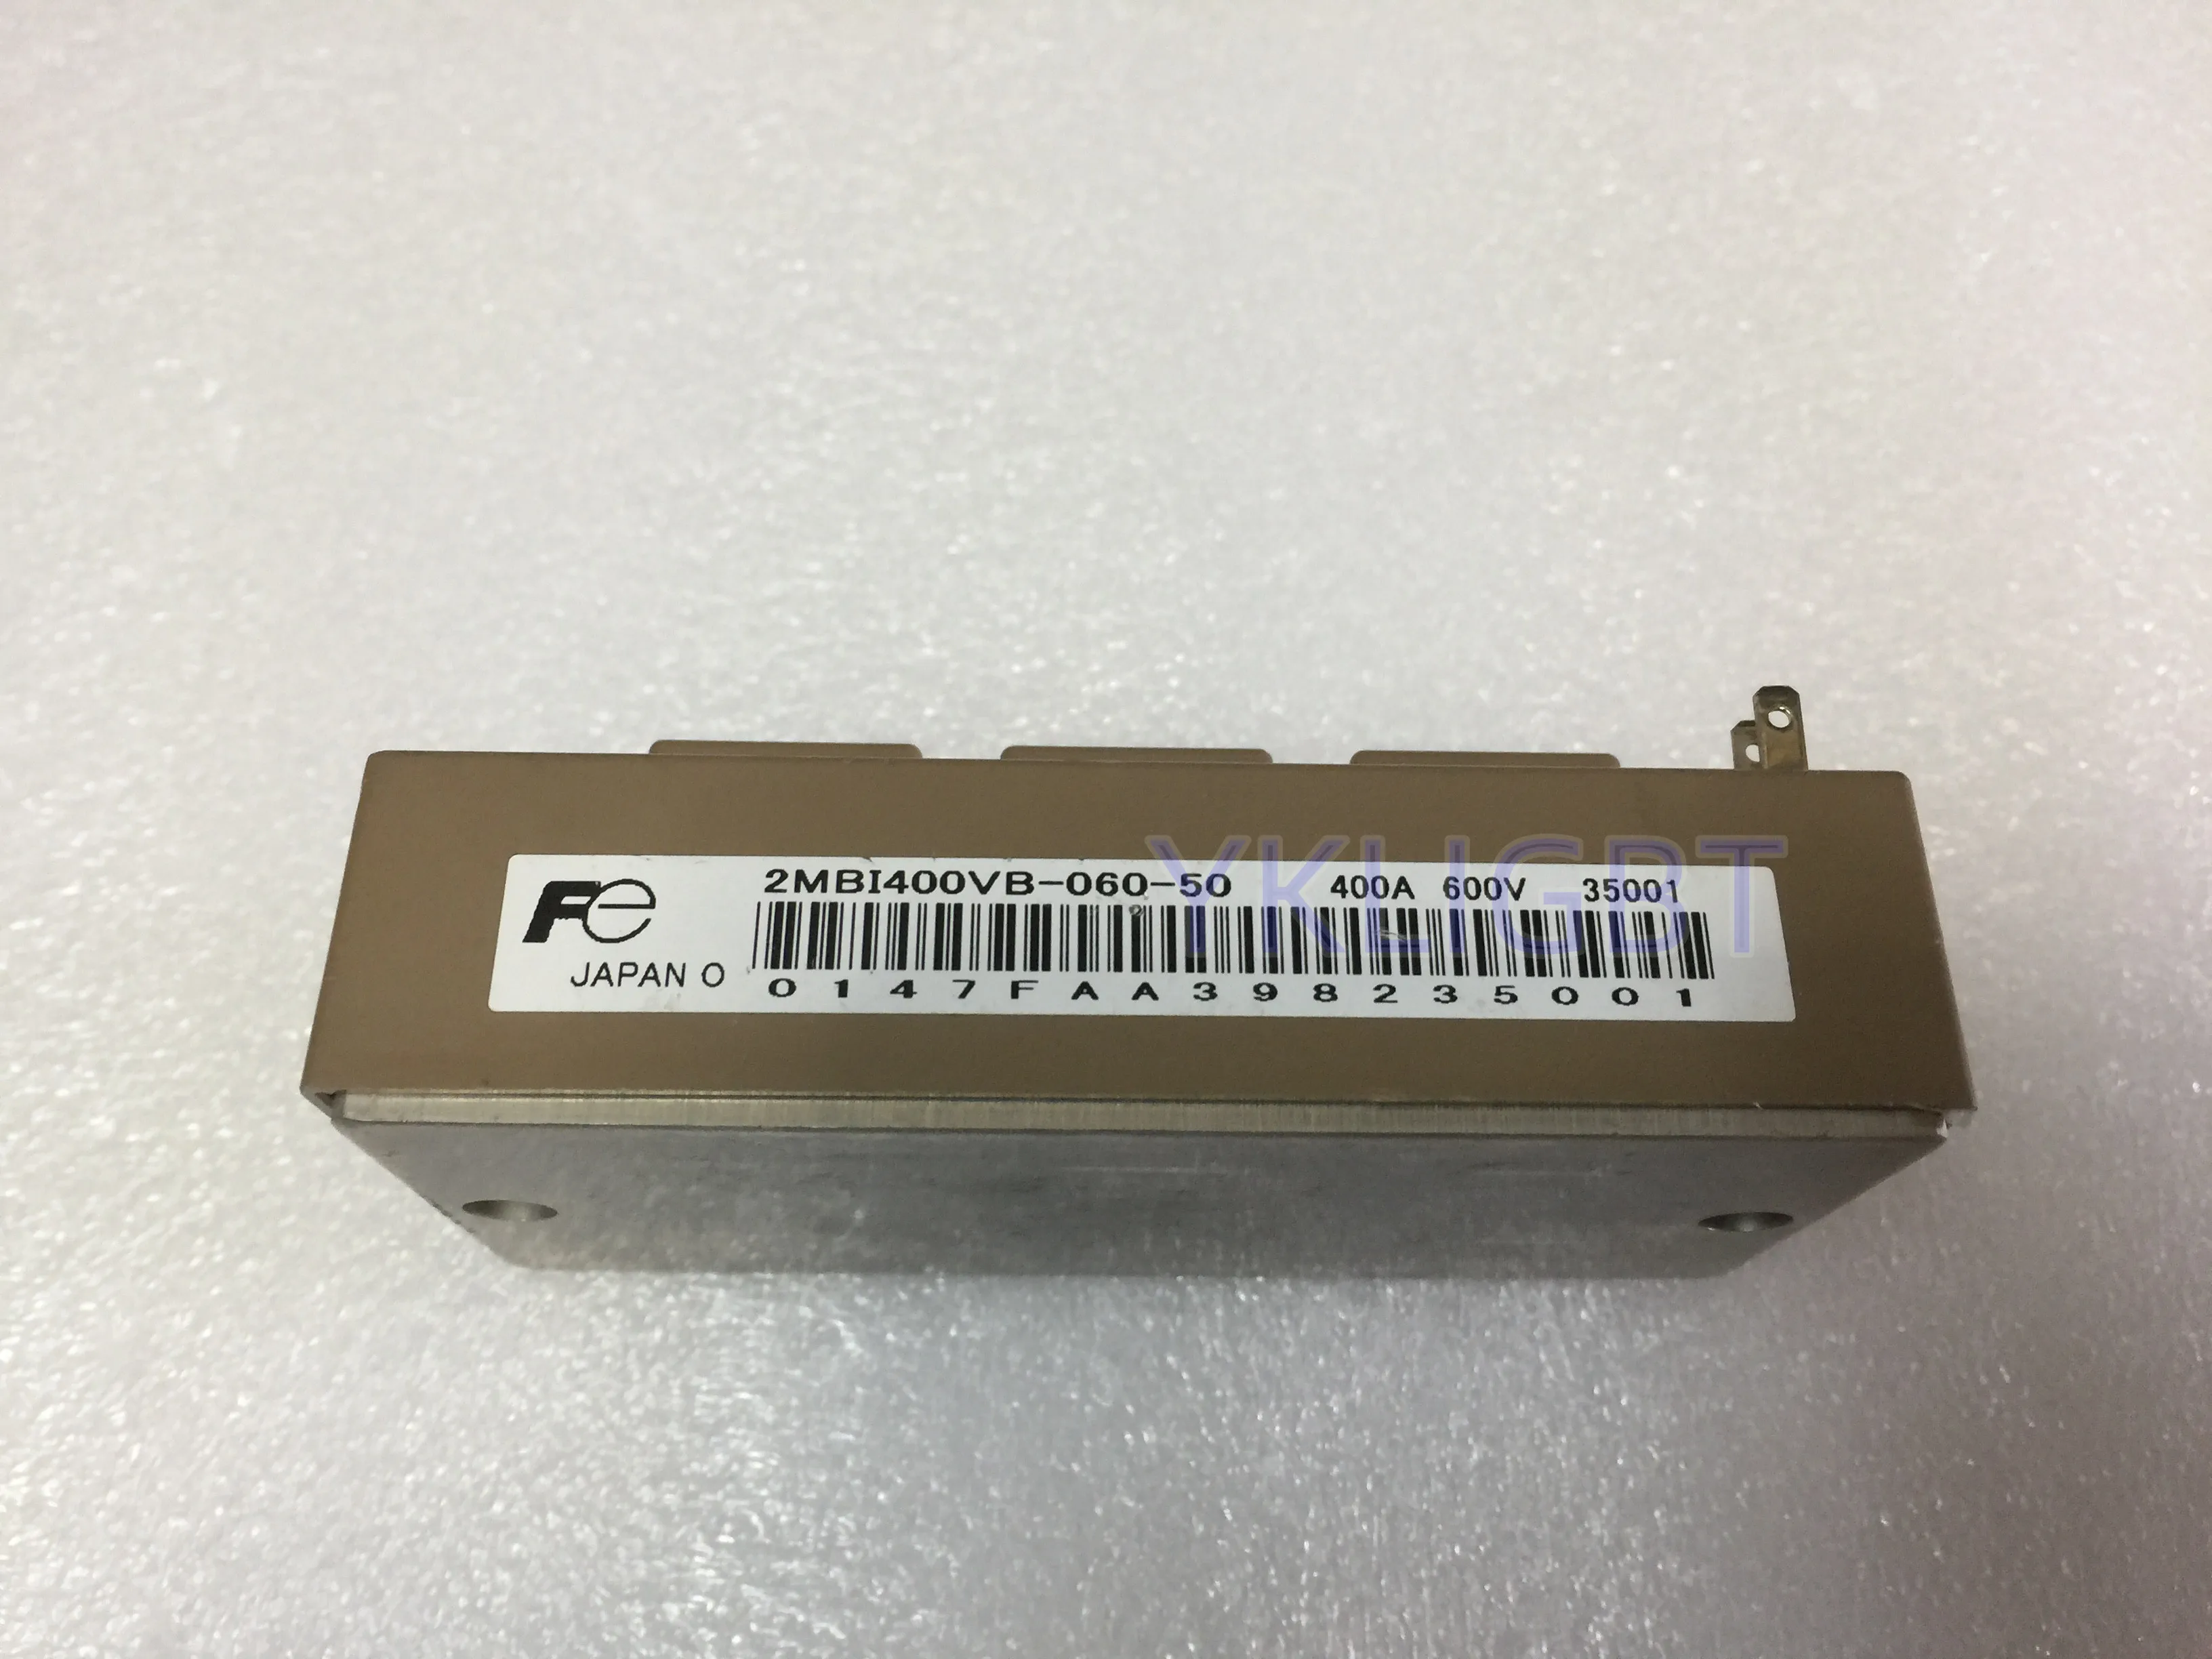 Fe
2MBI400VB-060-50 400A 600V 35001
JAPAN O
0147FAA398235001
YKLIGBT